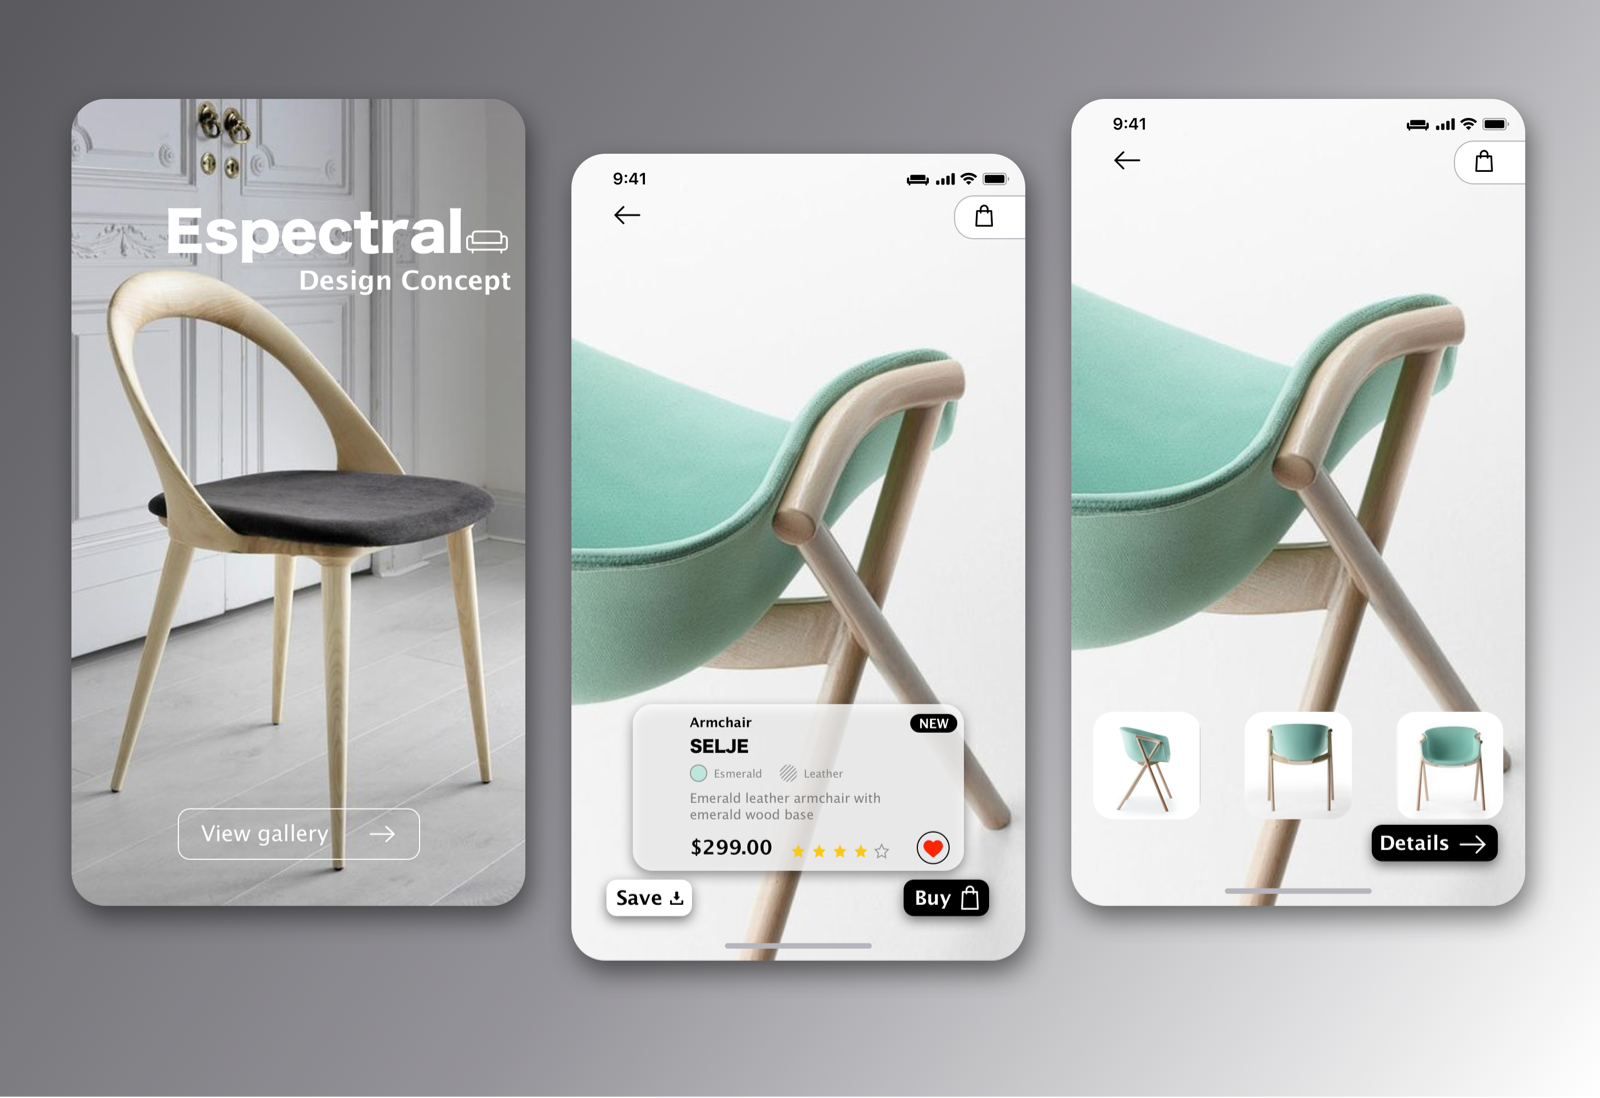 Espectral
Design Concept
View gallery
9:41
Armchair
NEW
SELJE
Esmerald
Leather
Emerald leather armchair with
emerald wood base
$299.00
Save
Buy
9:41
Details